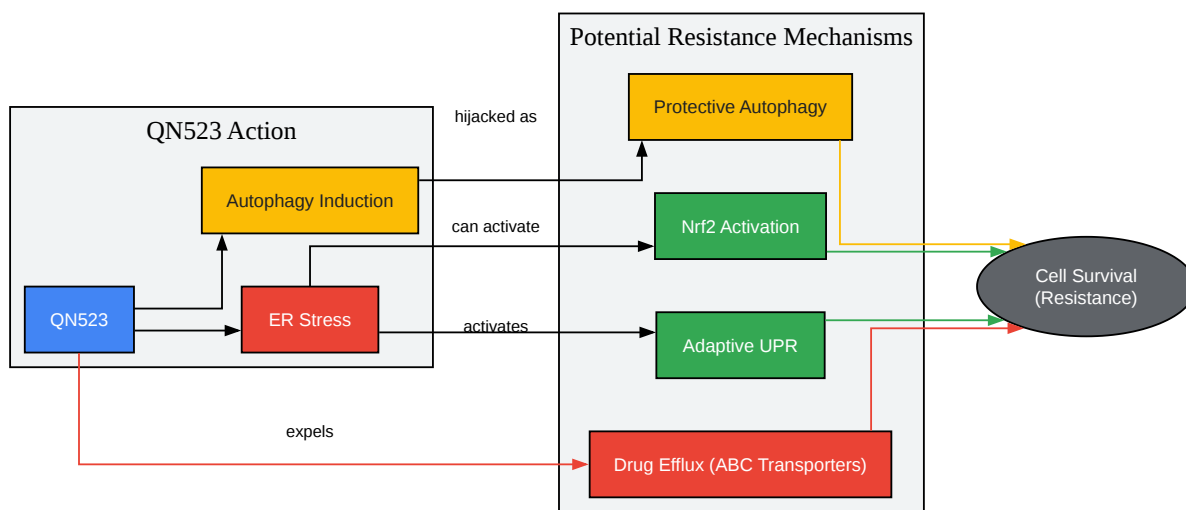 Potential Resistance Mechanisms
Protective Autophagy
hijacked as
QN523 Action
Autophagy Induction
can activate
Nrf2 Activation
Cell Survival
(Resistance)
QN523
ER Stress
activates
Adaptive UPR
expels
Drug Efflux (ABC Transporters)